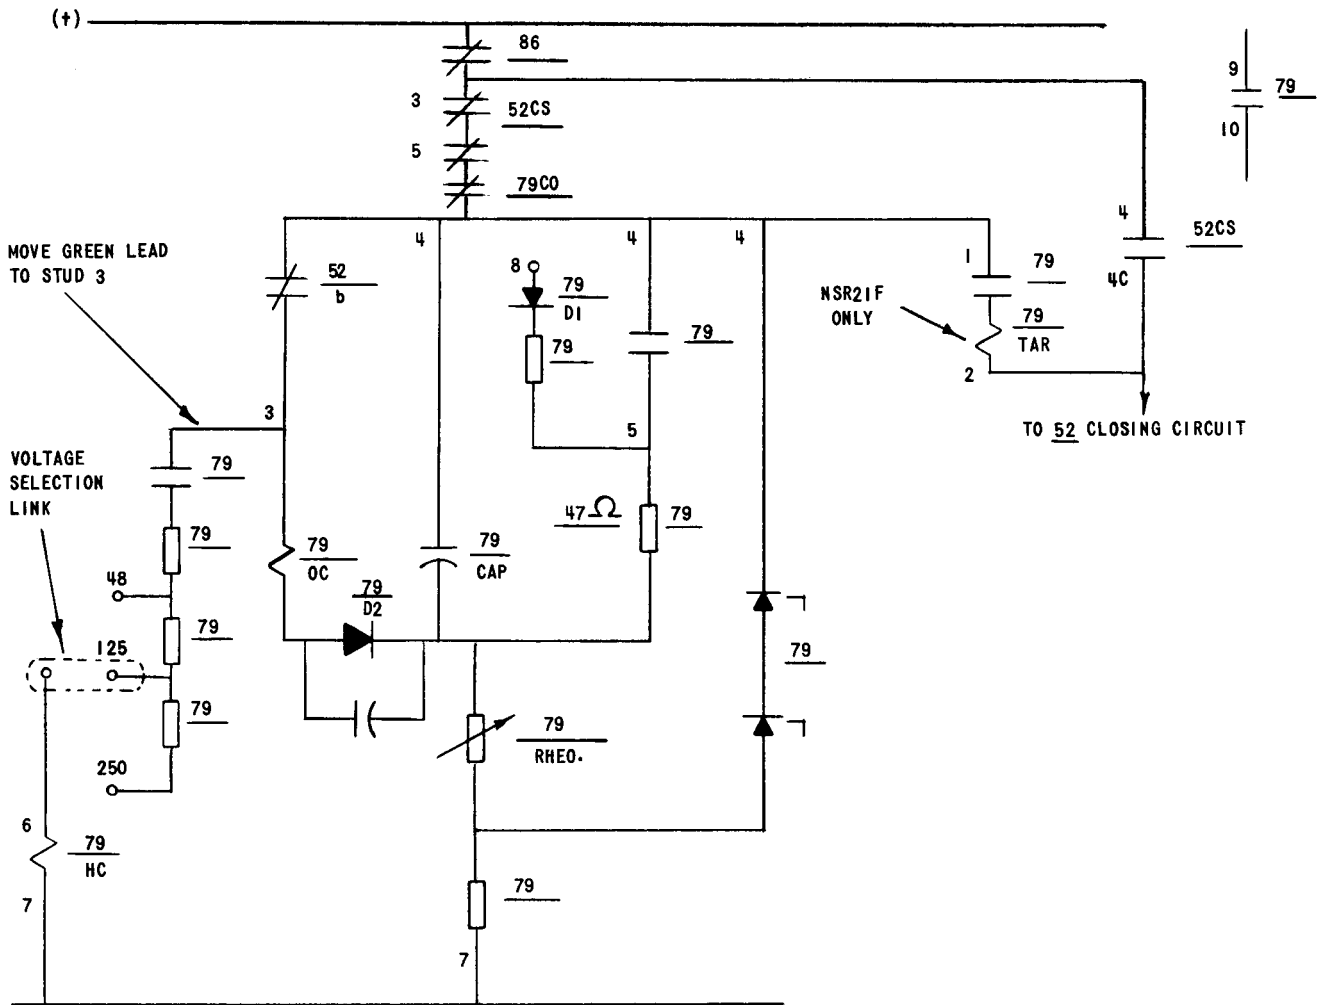 (+)
86
9
79
10
3
52CS
5
79CO
4
4
4
4
52CS
4C
MOVE GREEN LEAD
TO STUD 3
52
b
8
79
D1
79
79
1
79
NSR21F
ONLY
79
TAR
2
TO 52 CLOSING CIRCUIT
3
5
VOLTAGE
SELECTION
LINK
79
79
47Ω
79
79
OC
79
CAP
48
79
D2
79
125
79
79
250
79
RHEO.
6
79
HC
7
79
7